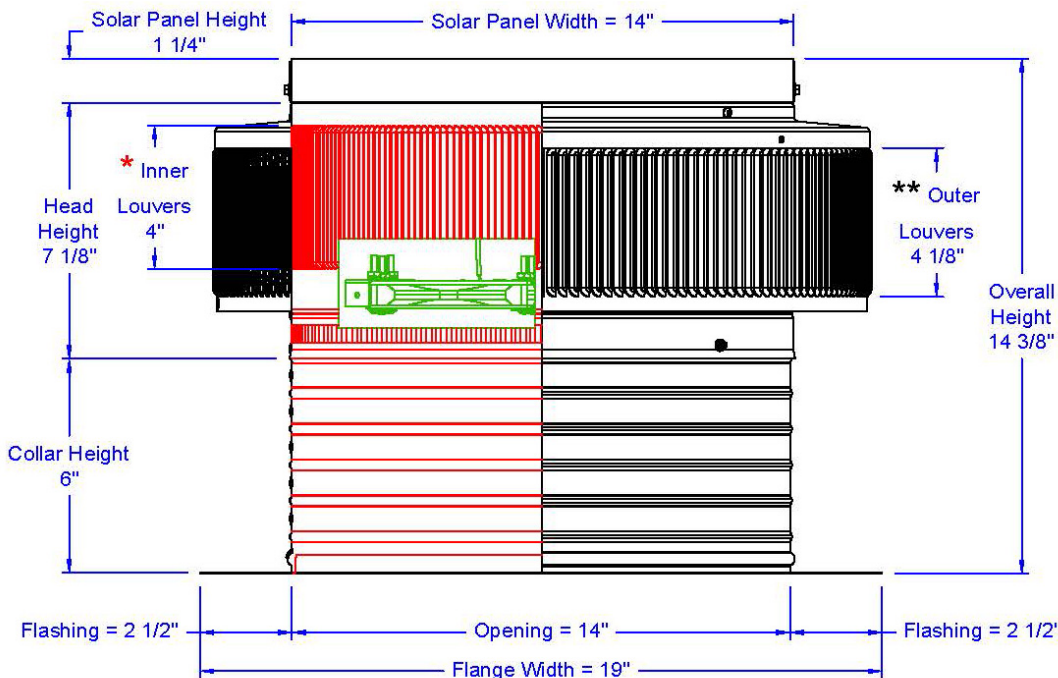 Solar Panel Height
1 1/4"
Solar Panel Width = 14"
* Inner
Louvers
4"
Head
Height
7 1/8"
** Outer
Louvers
4 1/8"
Overall
Height
14 3/8"
Collar Height
6"
Flashing = 2 1/2"
Opening = 14"
Flashing = 2 1/2"
Flange Width = 19"